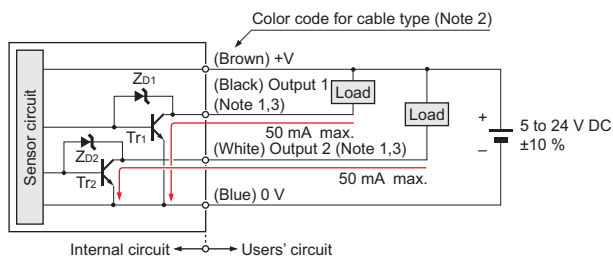 Color code for cable type (Note 2)
(Brown) +V
(Black) Output 1
(Note 1,3)
Load
Load
ZD1
Tr1
50 mA max.
+
5 to 24 V DC
±10 %
–
Sensor circuit
ZD2
Tr2
(White) Output 2 (Note 1,3)
50 mA max.
(Blue) 0 V
Internal circuit
Users' circuit